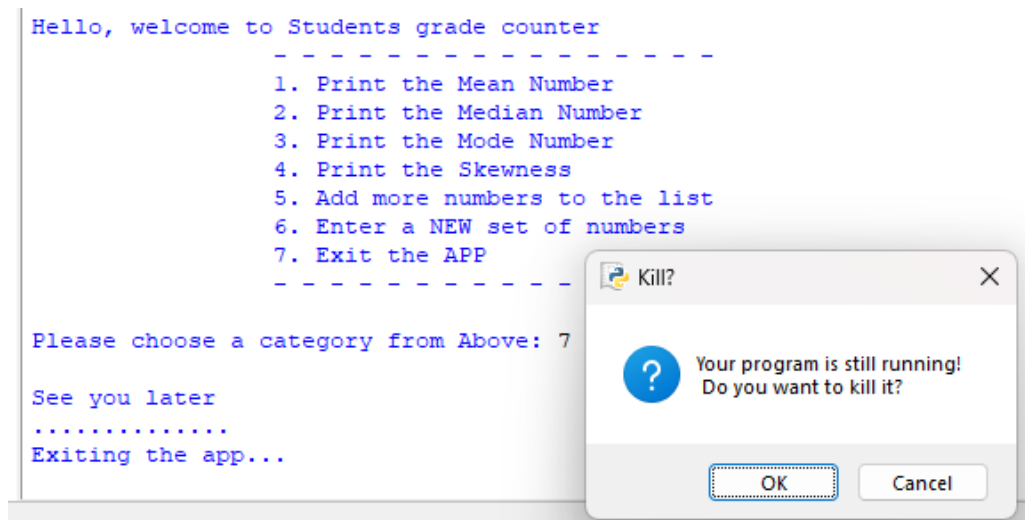 Hello, welcome to Students grade counter
- - - - - - - - - - - - - - - -
1. Print the Mean Number
2. Print the Median Number
3. Print the Mode Number
4. Print the Skewness
5. Add more numbers to the list
6. Enter a NEW set of numbers
7. Exit the APP
- - - - - - - - - - -
Please choose a category from Above: 7
See you later
..............
Exiting the app...
Kill?
Your program is still running!
Do you want to kill it?
OK
Cancel